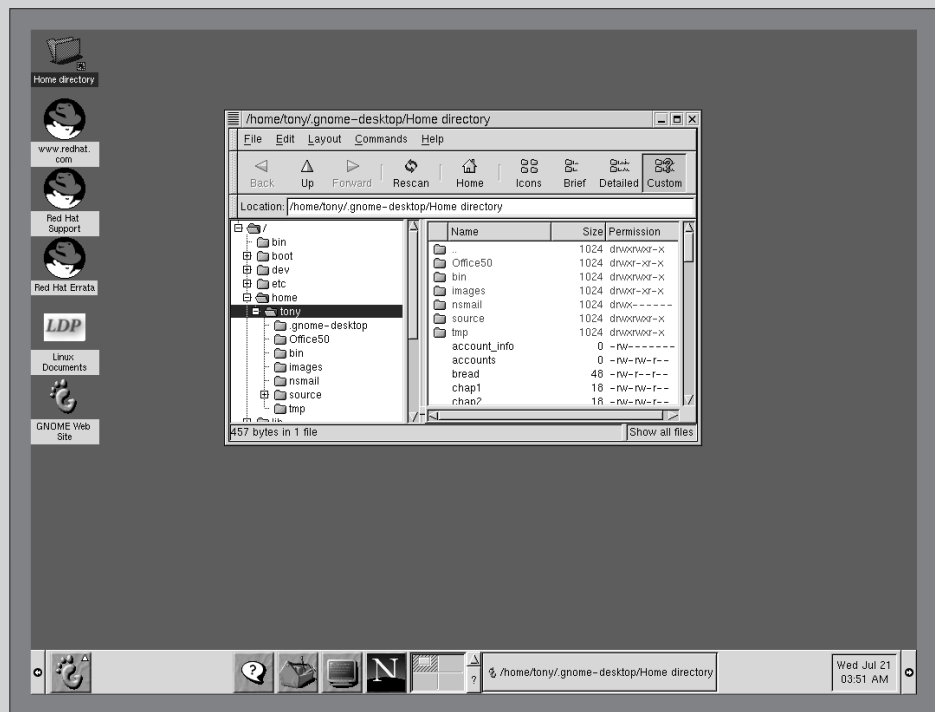 Home directory
www.redhat.
com
Red Hat
Support
Red Hat Errata
LDP
Linux
Documents
GNOME Web
Site
/home/tony/.gnome-desktop/Home directory
File Edit Layout Commands Help
Back Up Forward Rescan Home Icons Brief Detailed Custom
Location: /home/tony/.gnome-desktop/Home directory
/
bin
boot
dev
etc
home
tony
.gnome-desktop
Office50
bin
images
nsmail
source
tmp
lib
Name Size Permission
.. 1024 drwxrwxr-x
Office50 1024 drwxr-xr-x
bin 1024 drwxrwxr-x
images 1024 drwxr-xr-x
nsmail 1024 drwx------
source 1024 drwxrwxr-x
tmp 1024 drwxrwxr-x
account_info 0 -rw-------
accounts 0 -rw-rw-r--
bread 48 -rw-r--r--
chap1 18 -rw-rw-r--
chap2 18 -rw-rw-r--
457 bytes in 1 file Show all files
? N ? /home/tony/.gnome-desktop/Home directory
Wed Jul 21
03:51 AM